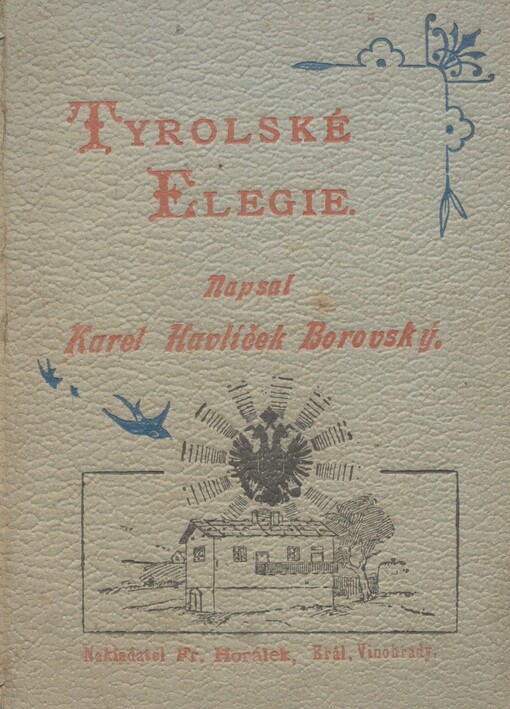 TYROLSKÉ
ELEGIE.
Napsal
Karel Havlíček Borovský.
Nakladatel Fr. Horálek, Král. Vinohrady.